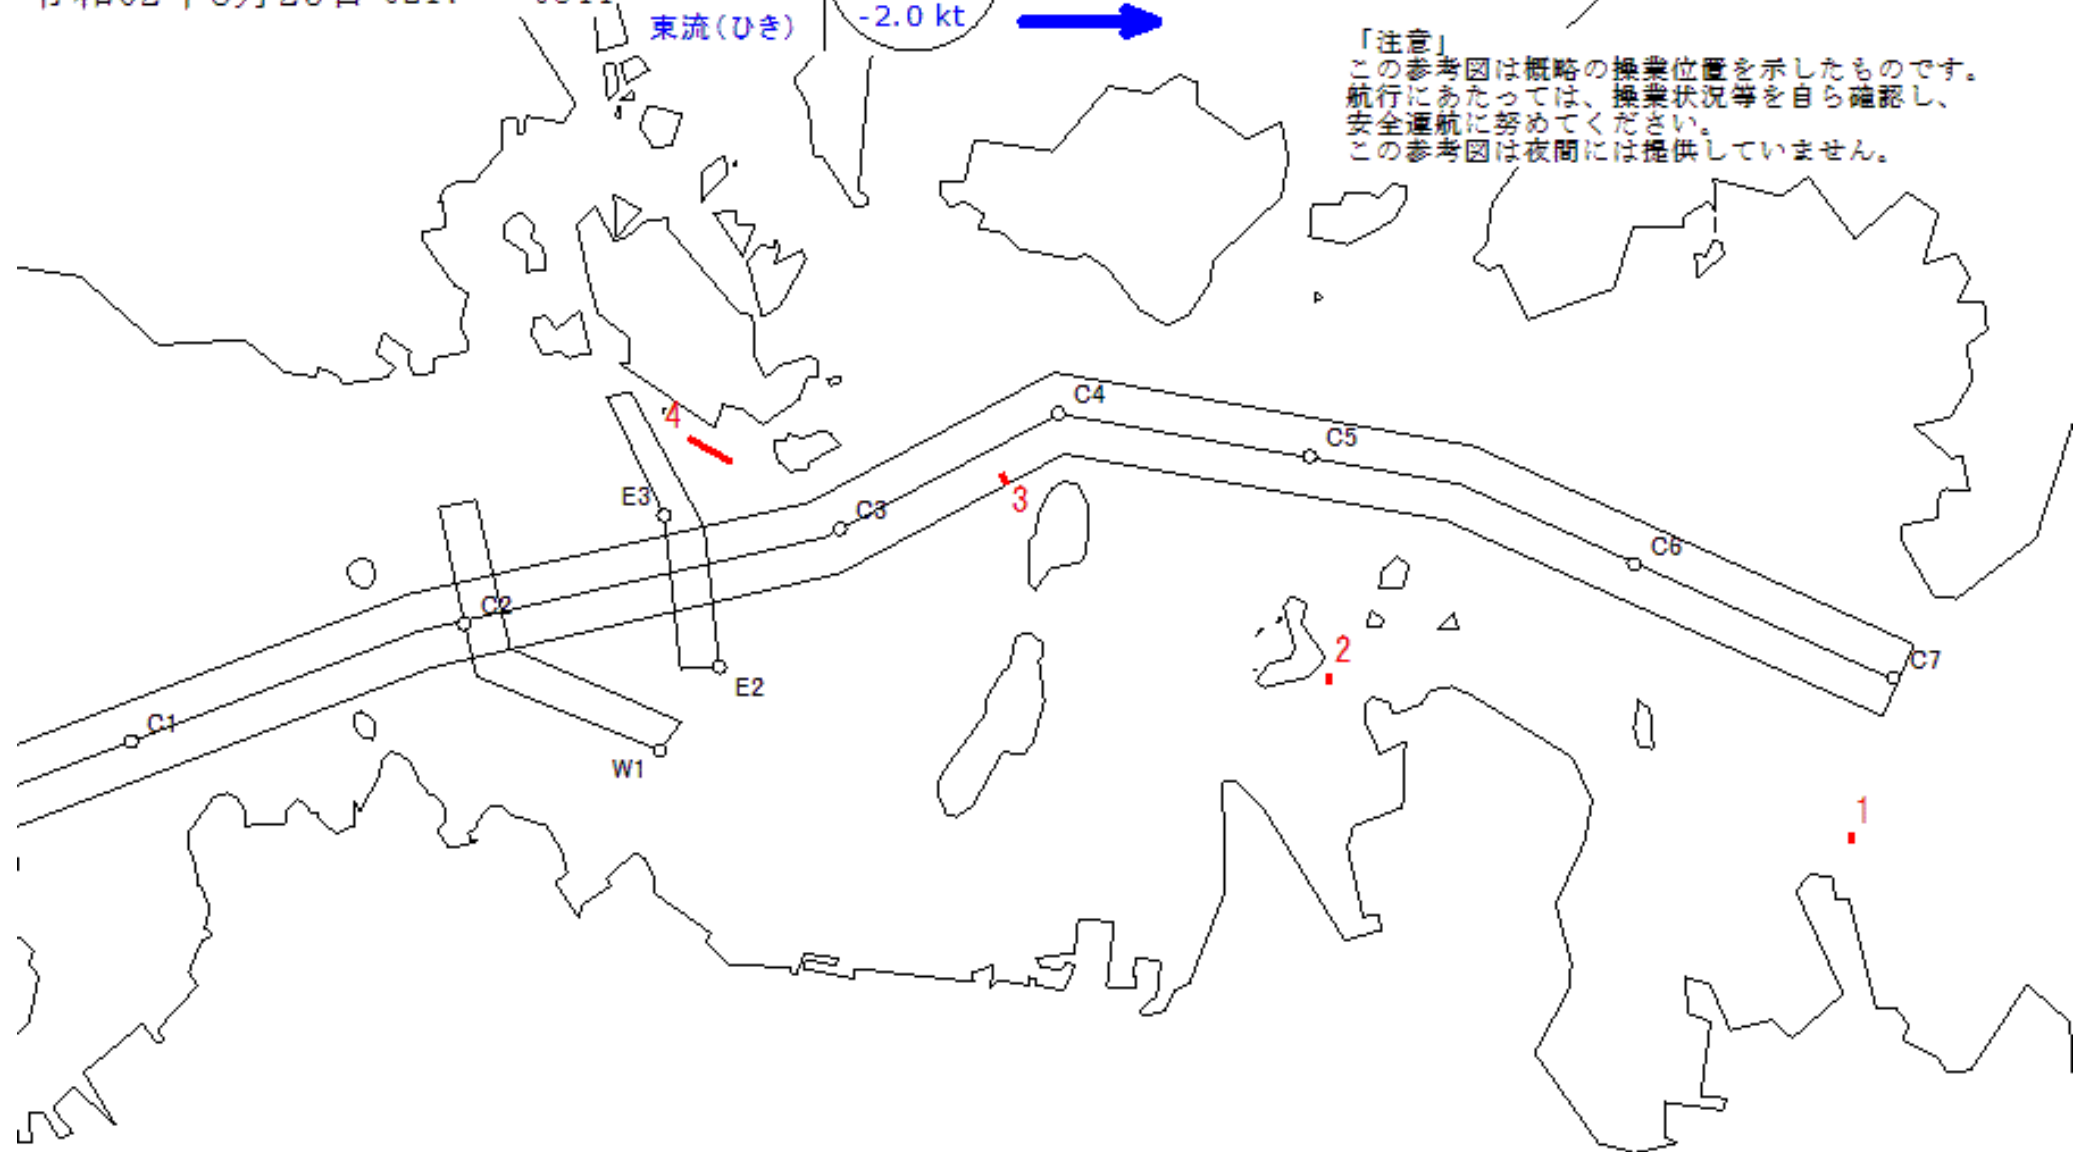 東流(ひき)
-2.0 kt
「注意」
この参考図は概略の操業位置を示したものです。
航行にあたっては、操業状況等を自ら確認し、
安全運航に努めてください。
この参考図は夜間には提供していません。
C4
4
C5
E3
3
C3
C6
C2
2
E2
C7
C1
W1
1